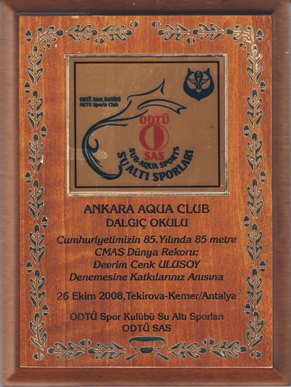 ODTÜ Spor Kulübü
METU Sports Club
ODTÜ
SAS
SUB-AQUA SPORTS
SU ALTI SPORLARI
ANKARA AQUA CLUB
DALGIÇ OKULU
Cumhuriyetimizin 85.Yılında 85 metre
CMAS Dünya Rekoru;
Devrim Cenk ULUSOY
Denemesine Katkılarınız Anısına
26 Ekim 2008,Tekirova-Kemer/Antalya
ODTÜ Spor Kulübü Su Altı Sporları
ODTÜ SAS